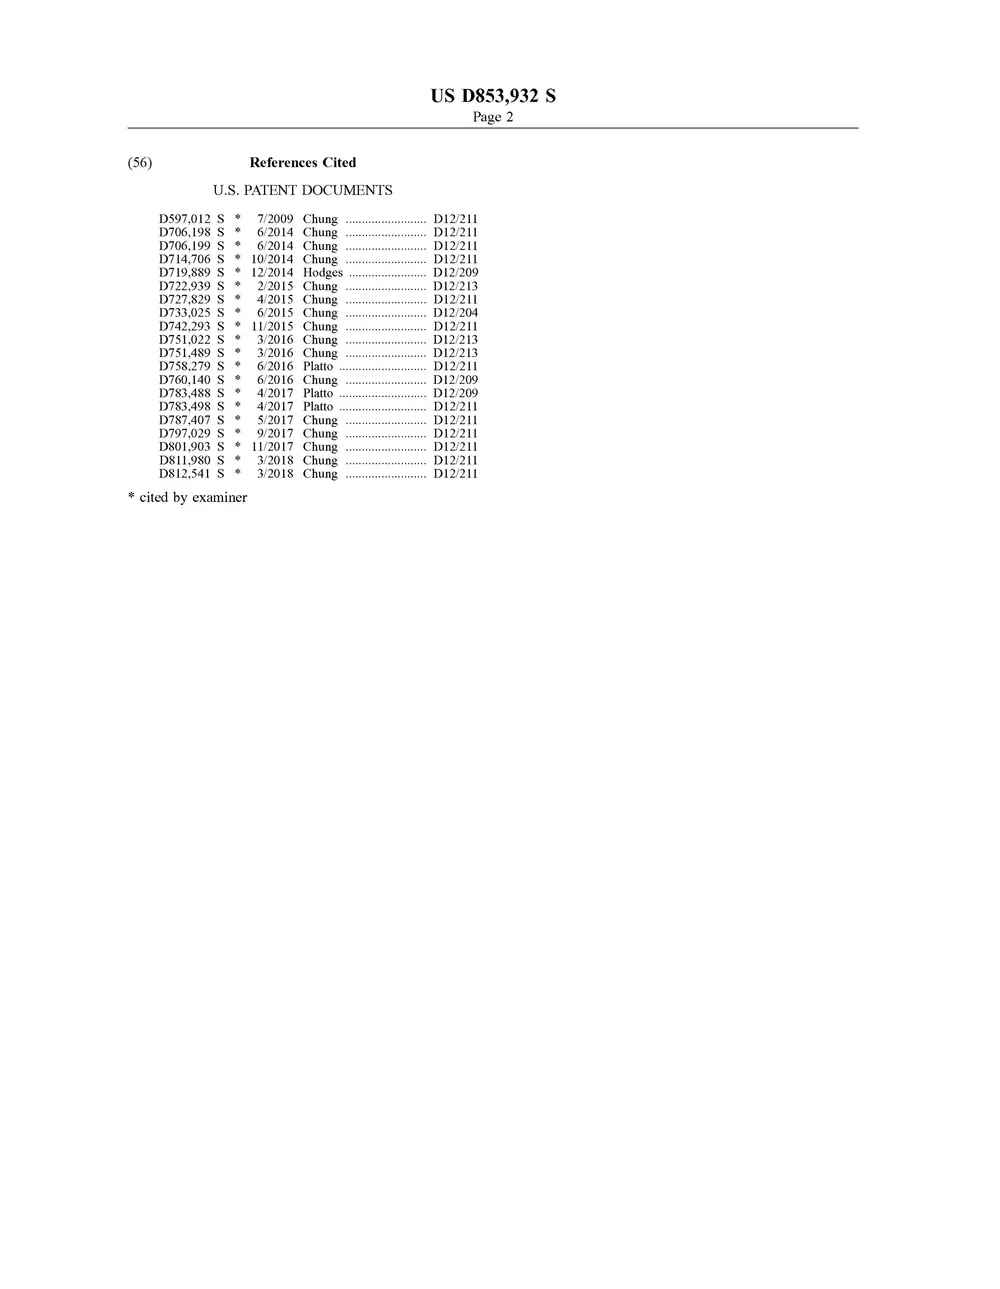 US D853,932 S
Page 2
(56) References Cited
U.S. PATENT DOCUMENTS
D597,012 S * 7/2009 Chung ......................... D12/211
D706,198 S * 6/2014 Chung ......................... D12/211
D706,199 S * 6/2014 Chung ......................... D12/211
D714,706 S * 10/2014 Chung ......................... D12/211
D719,889 S * 12/2014 Hodges ........................ D12/209
D722,939 S * 2/2015 Chung ......................... D12/213
D727,829 S * 4/2015 Chung ......................... D12/211
D733,025 S * 6/2015 Chung ......................... D12/204
D742,293 S * 11/2015 Chung ......................... D12/211
D751,022 S * 3/2016 Chung ......................... D12/213
D751,489 S * 3/2016 Chung ......................... D12/213
D758,279 S * 6/2016 Platto ........................... D12/211
D760,140 S * 6/2016 Chung ......................... D12/209
D783,488 S * 4/2017 Platto ........................... D12/209
D783,498 S * 4/2017 Platto ........................... D12/211
D787,407 S * 5/2017 Chung ......................... D12/211
D797,029 S * 9/2017 Chung ......................... D12/211
D801,903 S * 11/2017 Chung ......................... D12/211
D811,980 S * 3/2018 Chung ......................... D12/211
D812,541 S * 3/2018 Chung ......................... D12/211
* cited by examiner